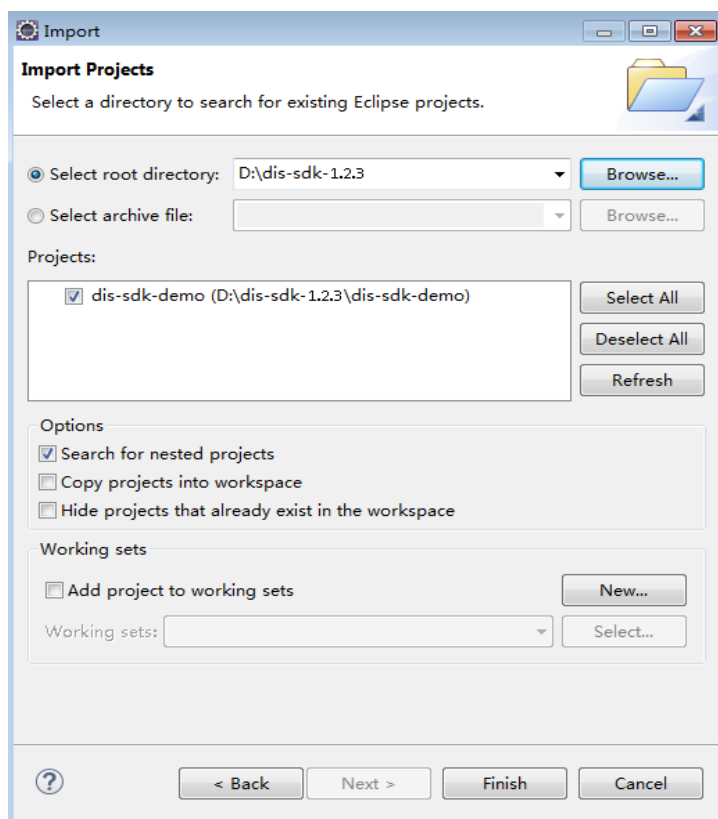 Import
Import Projects
Select a directory to search for existing Eclipse projects.
Select root directory: D:\dis-sdk-1.2.3 Browse...
Select archive file: Browse...
Projects:
dis-sdk-demo (D:\dis-sdk-1.2.3\dis-sdk-demo)
Select All
Deselect All
Refresh
Options
Search for nested projects
Copy projects into workspace
Hide projects that already exist in the workspace
Working sets
Add project to working sets New...
Working sets: Select...
? < Back Next > Finish Cancel